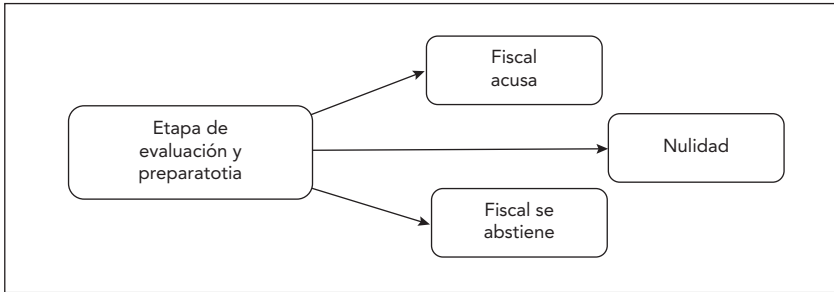 Fiscal
acusa
Etapa de
evaluación y
preparatotia
Nulidad
Fiscal se
abstiene